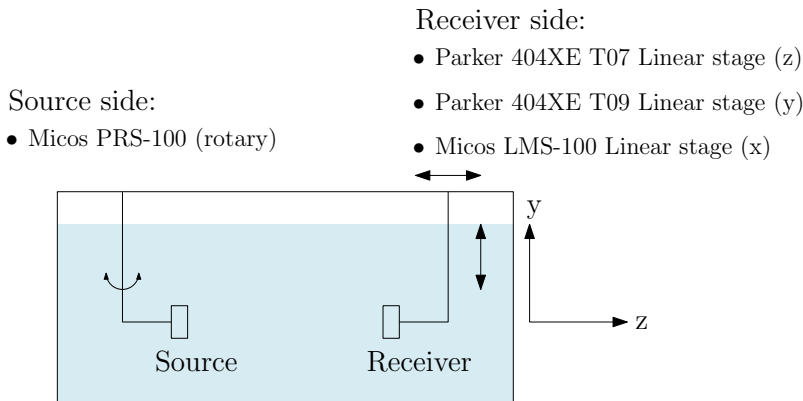 Receiver side:
• Parker 404XE T07 Linear stage (z)
• Parker 404XE T09 Linear stage (y)
• Micos LMS-100 Linear stage (x)
Source side:
• Micos PRS-100 (rotary)
y
z
Source
Receiver